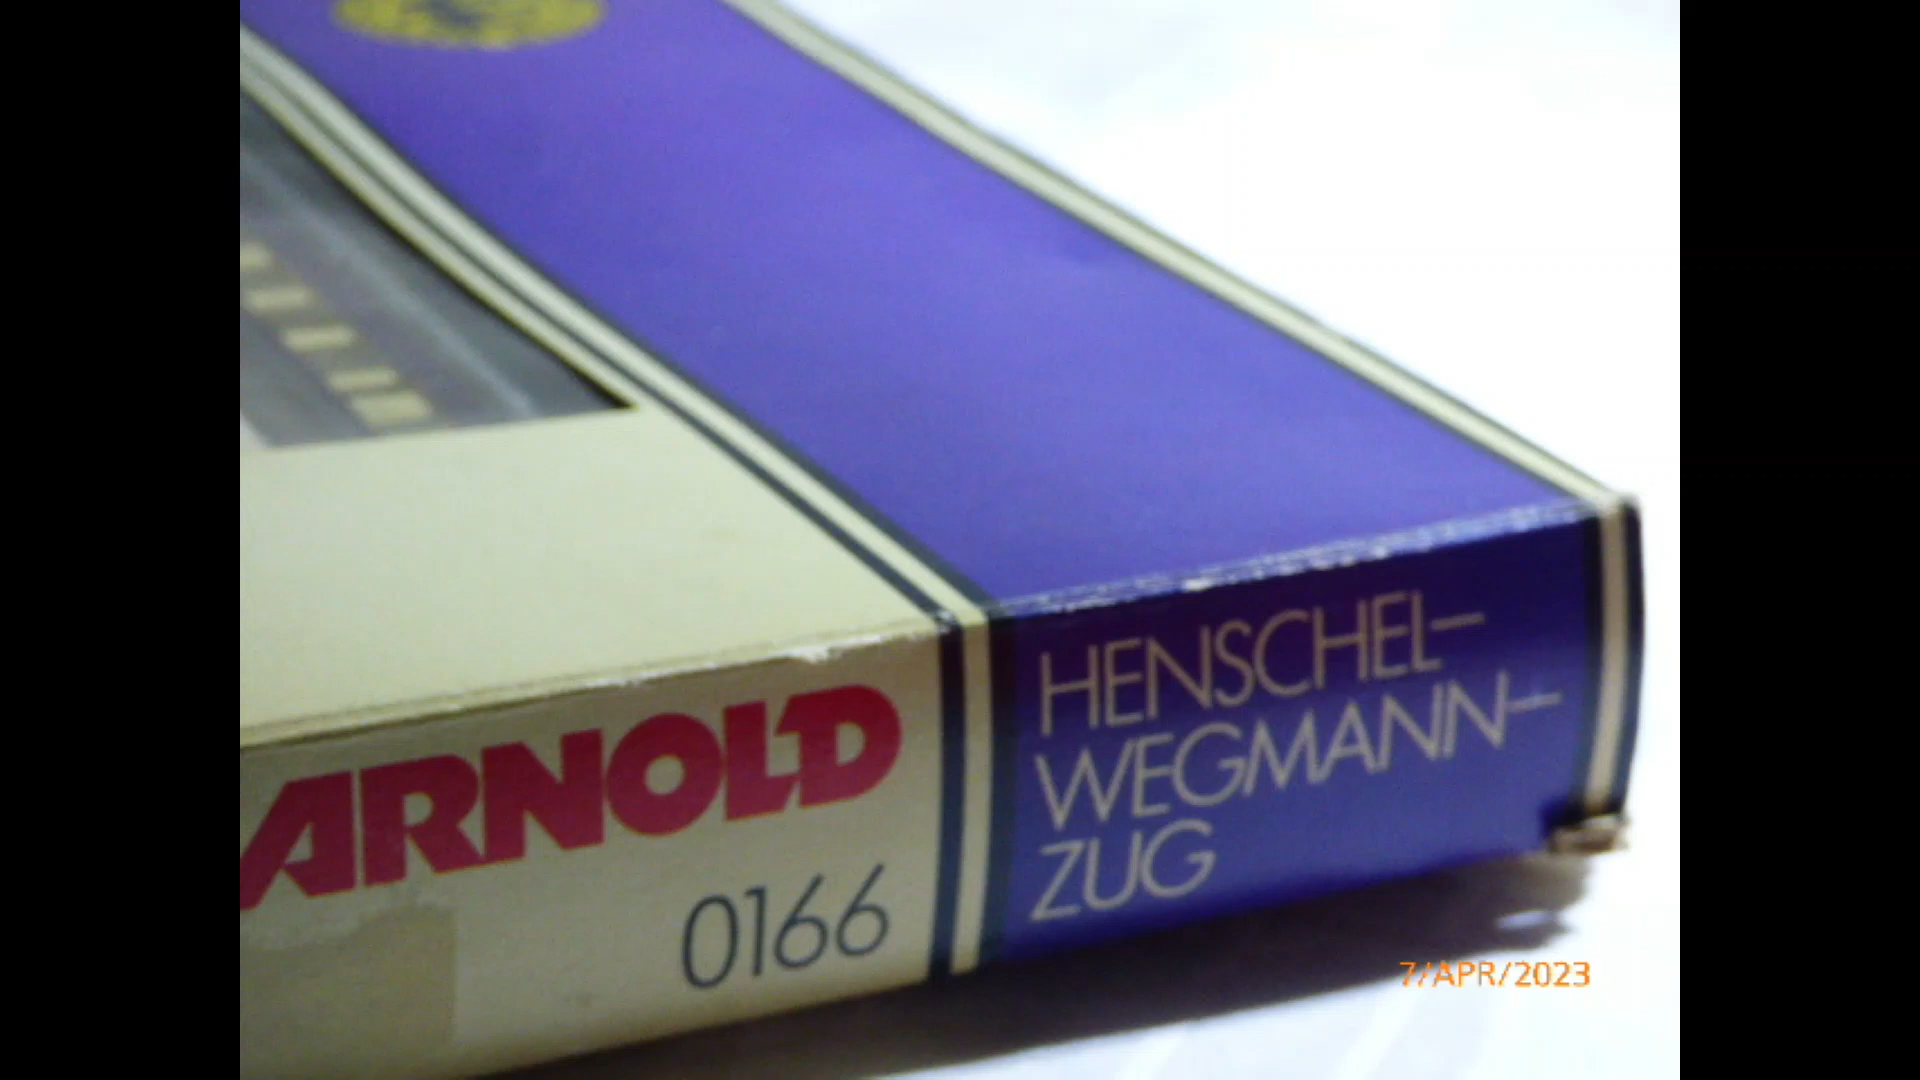 ARNOLD
0166
HENSCHEL-
WEGMANN-
ZUG
7/APR/2023